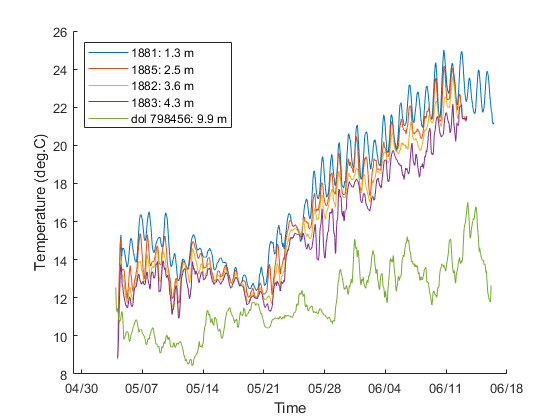 26
24
22
20
18
16
14
12
10
8
Temperature (deg.C)
1881: 1.3 m
1885: 2.5 m
1882: 3.6 m
1883: 4.3 m
dol 798456: 9.9 m
04/30 05/07 05/14 05/21 05/28 06/04 06/11 06/18
Time